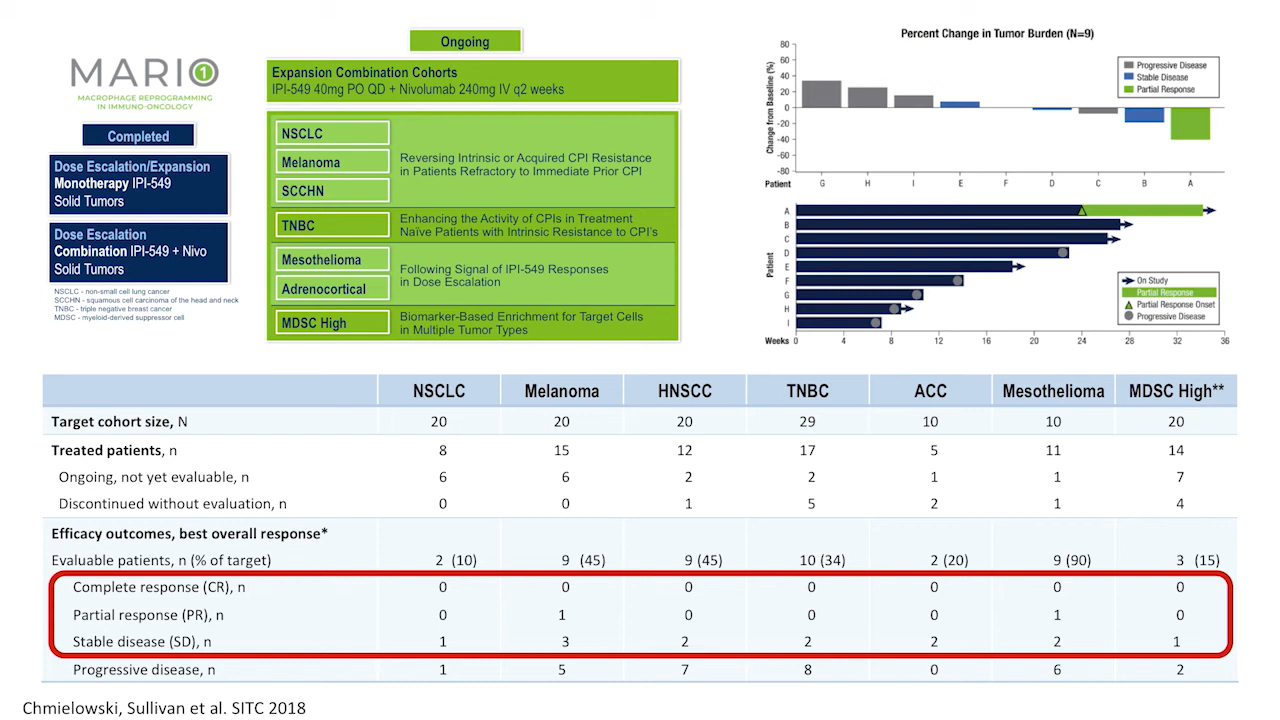 MARIO 1
MACROPHAGE REPROGRAMMING
IN IMMUNO-ONCOLOGY
Completed
Dose Escalation/Expansion
Monotherapy IPI-549
Solid Tumors
Dose Escalation
Combination IPI-549 + Nivo
Solid Tumors
NSCLC - non-small cell lung cancer
SCCHN - squamous cell carcinoma of the head and neck
TNBC - triple negative breast cancer
MDSC - myeloid-derived suppressor cell
Ongoing
Expansion Combination Cohorts
IPI-549 40mg PO QD + Nivolumab 240mg IV q2 weeks
NSCLC
Melanoma
SCCHN
Reversing Intrinsic or Acquired CPI Resistance
in Patients Refractory to Immediate Prior CPI
TNBC
Enhancing the Activity of CPIs in Treatment
Naïve Patients with Intrinsic Resistance to CPI's
Mesothelioma
Adrenocortical
Following Signal of IPI-549 Responses
in Dose Escalation
MDSC High
Biomarker-Based Enrichment for Target Cells
in Multiple Tumor Types
Percent Change in Tumor Burden (N=9)
Change from Baseline (%)
80
60
40
20
0
-20
-40
-60
-80
Progressive Disease
Stable Disease
Partial Response
Patient G H I E F D C B A
Patient
A
B
C
D
E
F
G
H
I
On Study
Partial Response
Partial Response Onset
Progressive Disease
Weeks 0 4 8 12 16 20 24 28 32 36
NSCLC Melanoma HNSCC TNBC ACC Mesothelioma MDSC High**
Target cohort size, N 20 20 20 29 10 10 20
Treated patients, n 8 15 12 17 5 11 14
Ongoing, not yet evaluable, n 6 6 2 2 1 1 7
Discontinued without evaluation, n 0 0 1 5 2 1 4
Efficacy outcomes, best overall response*
Evaluable patients, n (% of target) 2 (10) 9 (45) 9 (45) 10 (34) 2 (20) 9 (90) 3 (15)
Complete response (CR), n 0 0 0 0 0 0 0
Partial response (PR), n 0 1 0 0 0 1 0
Stable disease (SD), n 1 3 2 2 2 2 1
Progressive disease, n 1 5 7 8 0 6 2
Chmielowski, Sullivan et al. SITC 2018